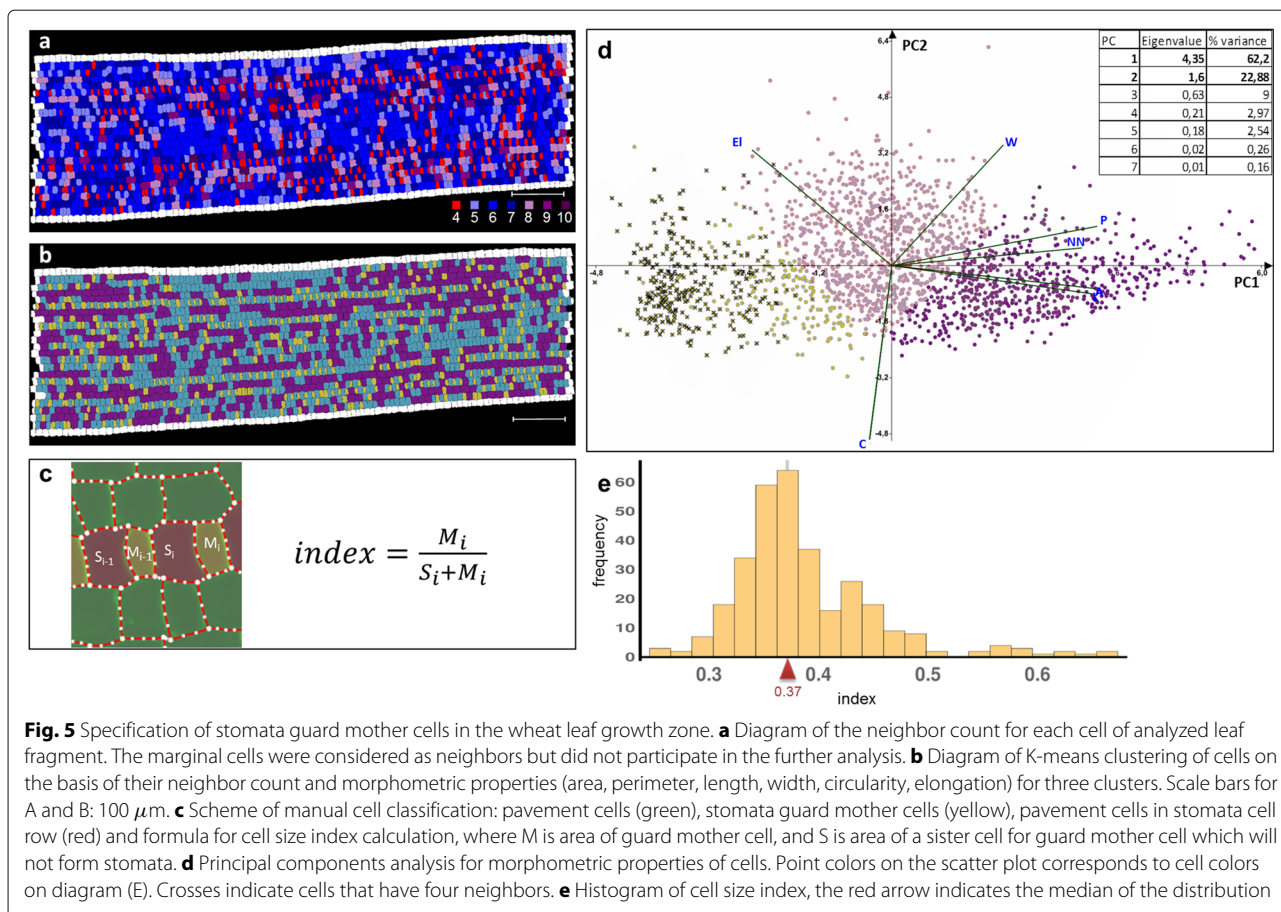 a
4 5 6 7 8 9 10
b
c
S i-1 M i-1 S i M i
index = M i / S i + M i
d
PC2
6,4
4,8
3,2
1,6
-3,2
-4,8
-4,8
-1,2
6,0
PC1
El
W
P
NN
C
PC Eigenvalue % variance
1 4,35 62,2
2 1,6 22,88
3 0,63 9
4 0,21 2,97
5 0,18 2,54
6 0,02 0,26
7 0,01 0,16
e
frequency
60
50
40
30
20
10
0
0.3 0.4 0.5 0.6
0.37
index
Fig. 5 Specification of stomata guard mother cells in the wheat leaf growth zone. a Diagram of the neighbor count for each cell of analyzed leaf
fragment. The marginal cells were considered as neighbors but did not participate in the further analysis. b Diagram of K-means clustering of cells on
the basis of their neighbor count and morphometric properties (area, perimeter, length, width, circularity, elongation) for three clusters. Scale bars for
A and B: 100 μm. c Scheme of manual cell classification: pavement cells (green), stomata guard mother cells (yellow), pavement cells in stomata cell
row (red) and formula for cell size index calculation, where M is area of guard mother cell, and S is area of a sister cell for guard mother cell which will
not form stomata. d Principal components analysis for morphometric properties of cells. Point colors on the scatter plot corresponds to cell colors
on diagram (E). Crosses indicate cells that have four neighbors. e Histogram of cell size index, the red arrow indicates the median of the distribution